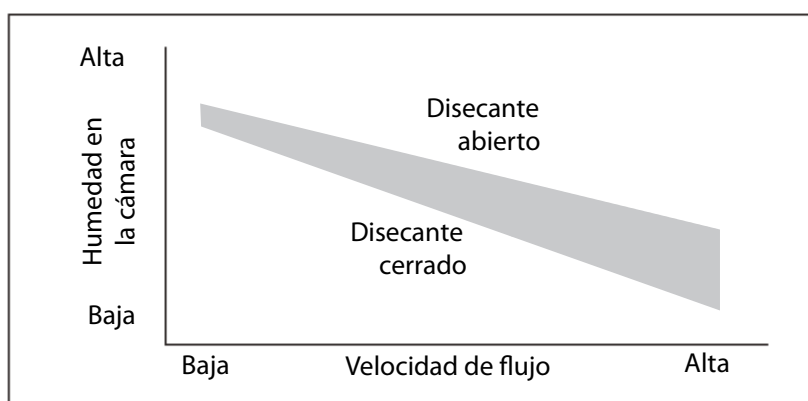 Alta
Humedad en
la cámara
Disecante
abierto
Disecante
cerrado
Baja
Baja
Velocidad de flujo
Alta